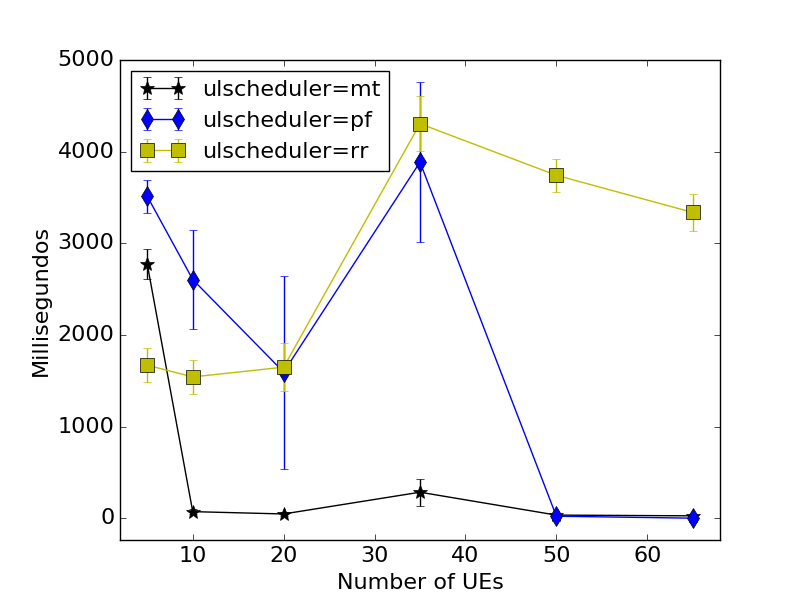 5000
4000
3000
2000
1000
0
Millisegundos
ulscheduler=mt
ulscheduler=pf
ulscheduler=rr
10 20 30 40 50 60
Number of UEs